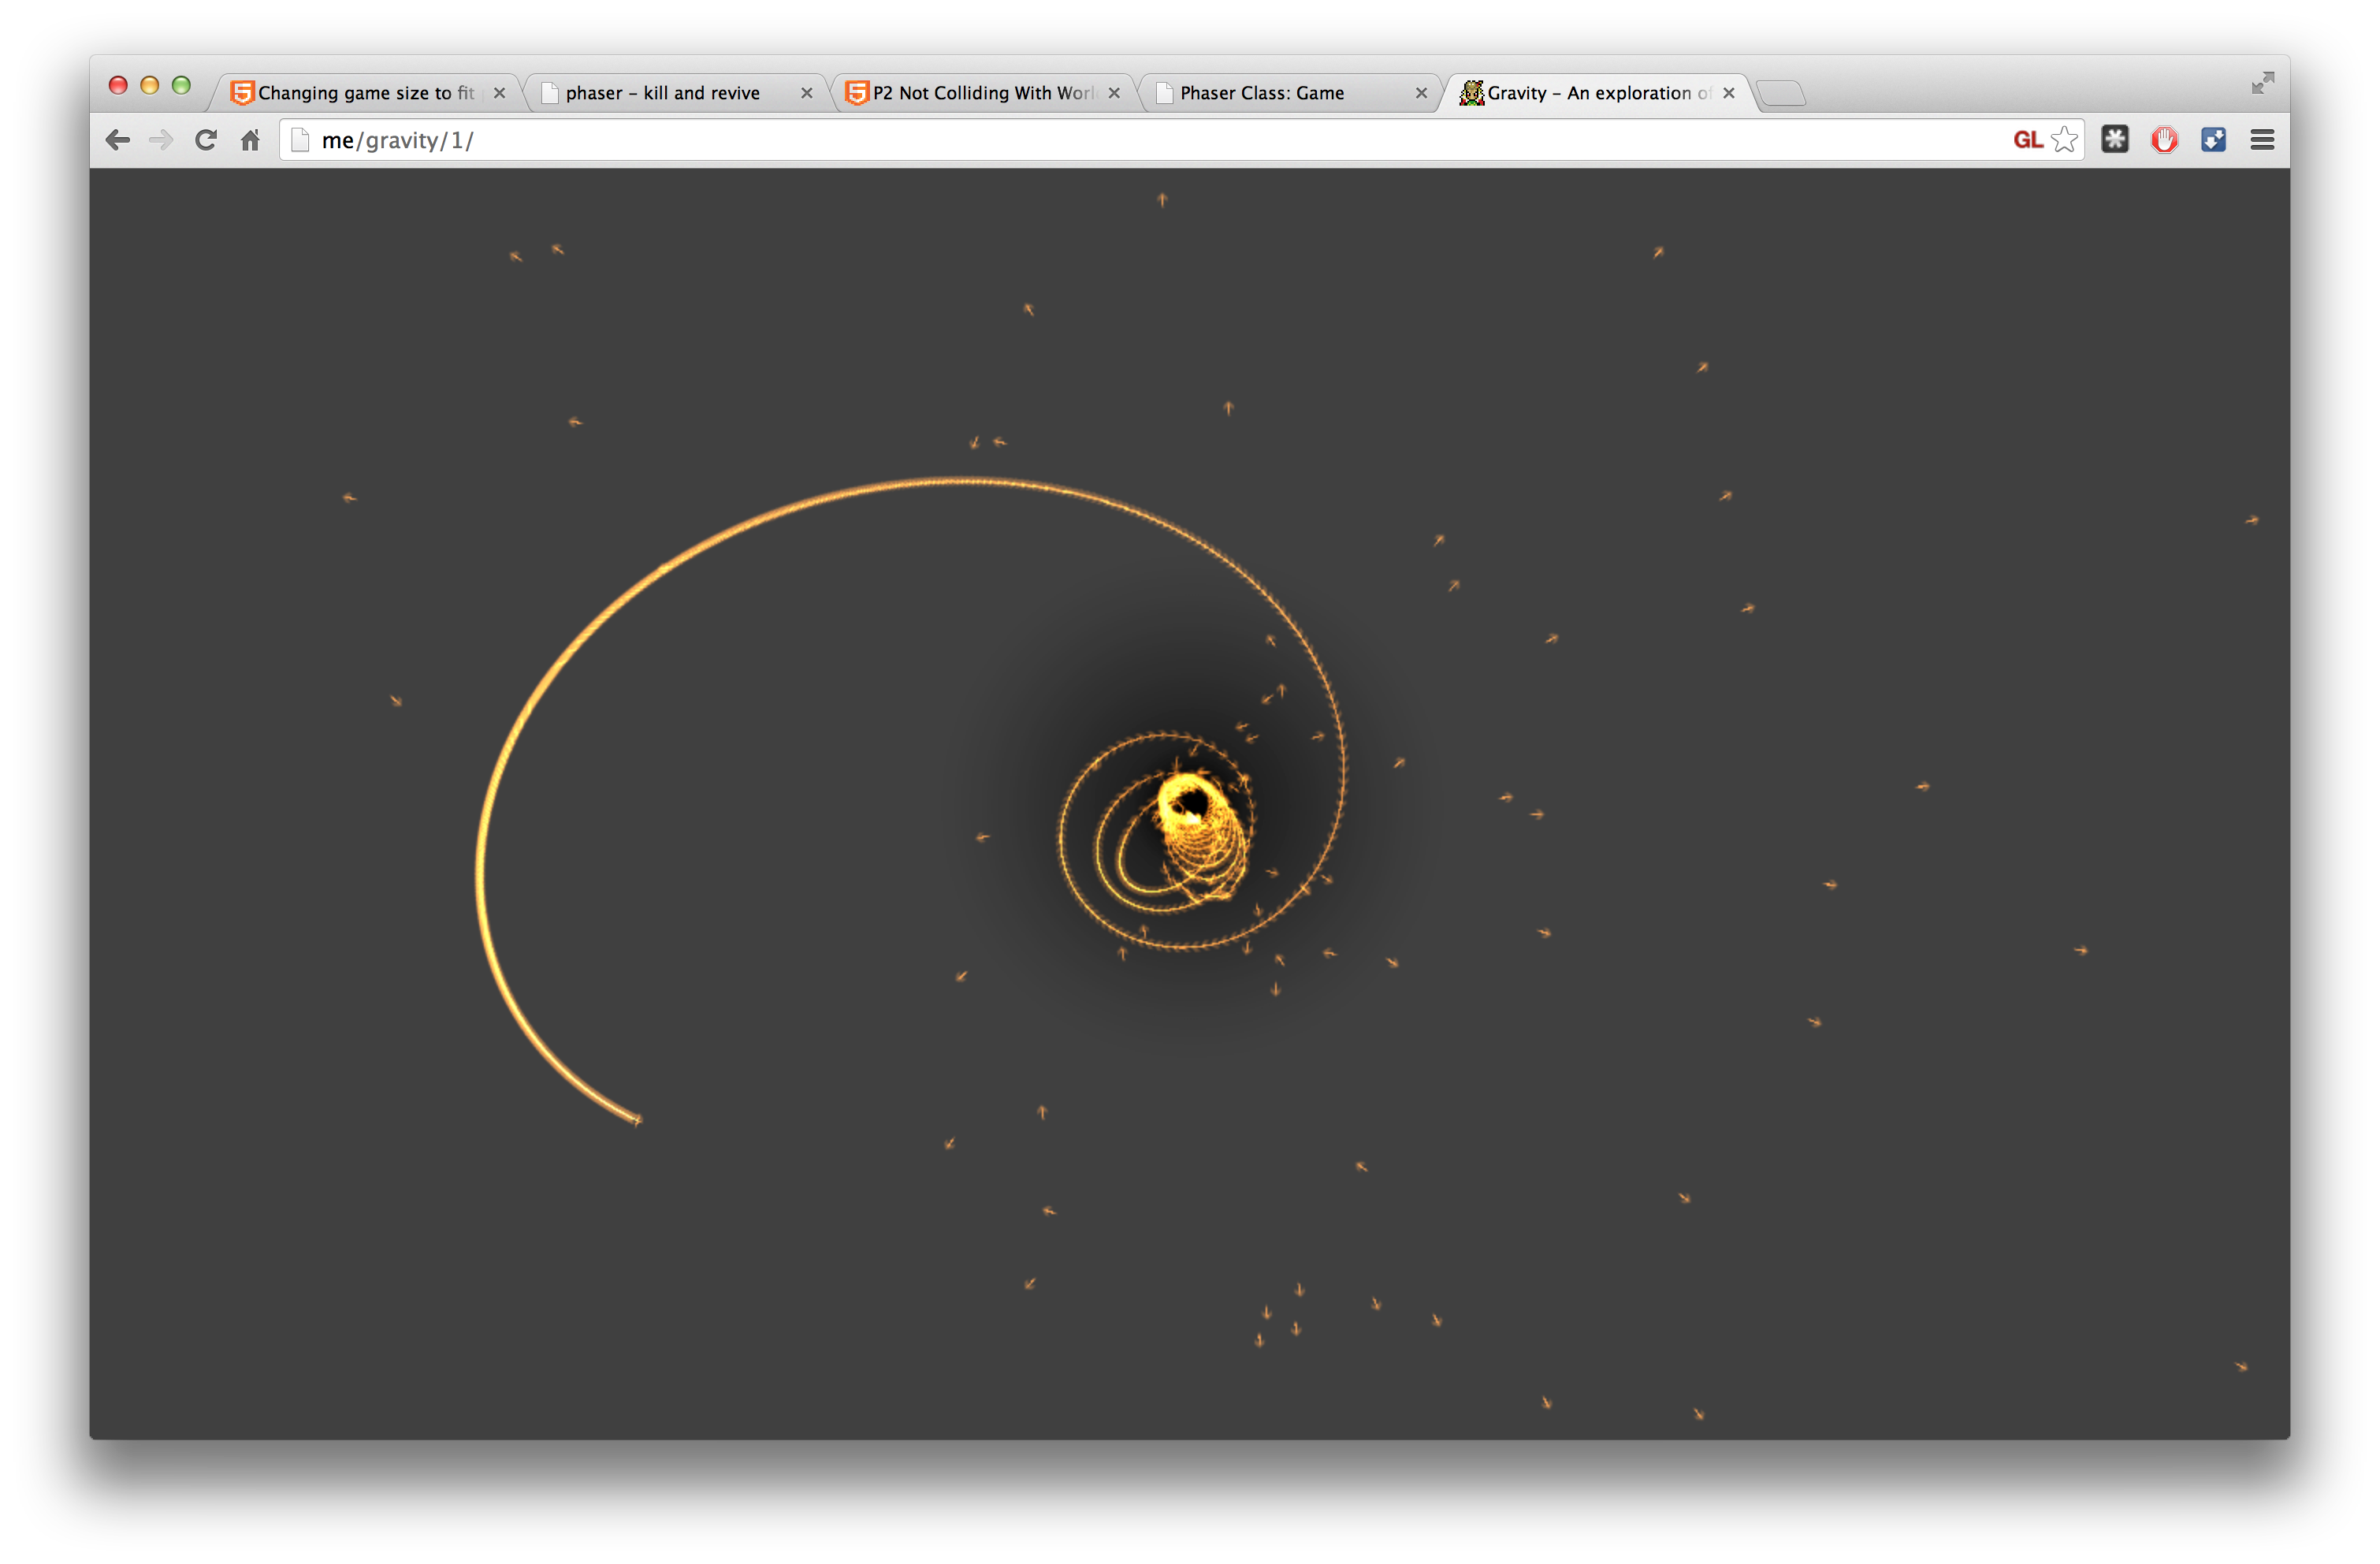 Changing game size to fit
phaser – kill and revive
P2 Not Colliding With Worl
Phaser Class: Game
Gravity – An exploration of
me/gravity/1/
GL